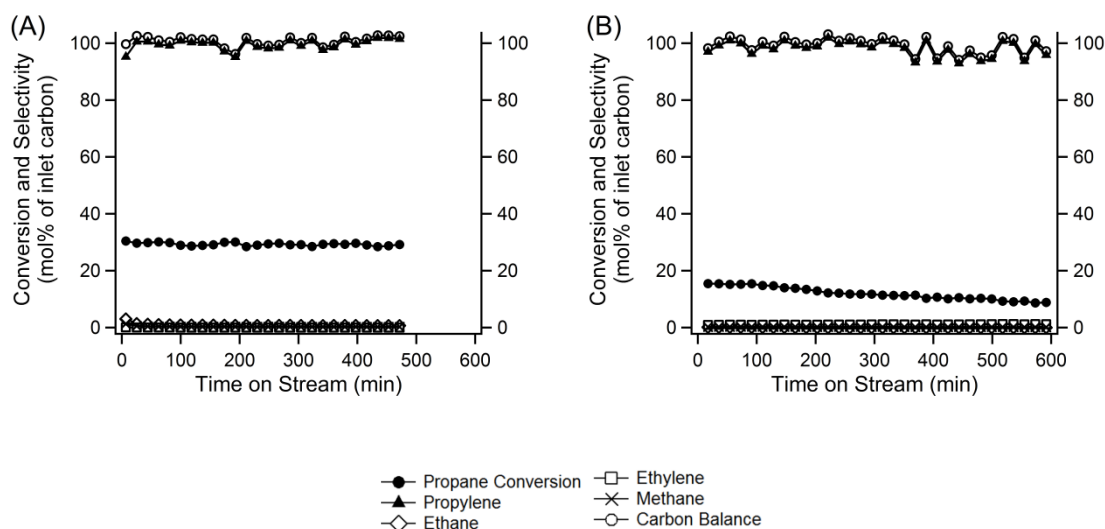 (A)
Conversion and Selectivity
(mol% of inlet carbon)
100
80
60
40
20
0
100
80
60
40
20
0
0 100 200 300 400 500 600
Time on Stream (min)
(B)
Conversion and Selectivity
(mol% of inlet carbon)
100
80
60
40
20
0
100
80
60
40
20
0
0 100 200 300 400 500 600
Time on Stream (min)
Propane Conversion
Propylene
Ethane
Ethylene
Methane
Carbon Balance